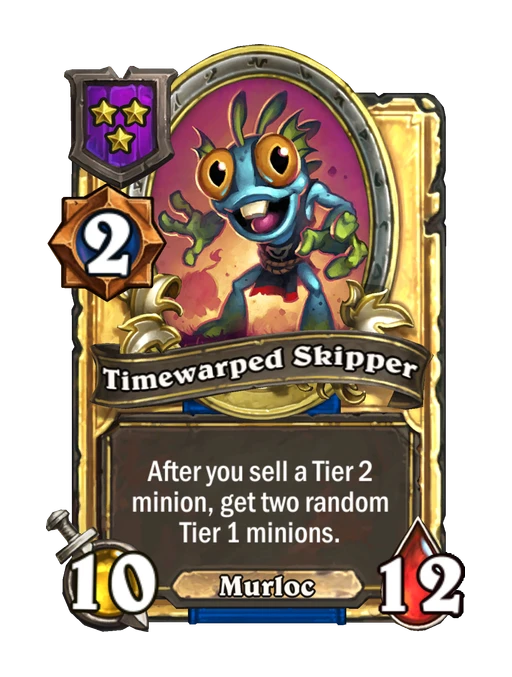 2
Timewarped Skipper
After you sell a Tier 2
minion, get two random
Tier 1 minions.
10
Murloc
12